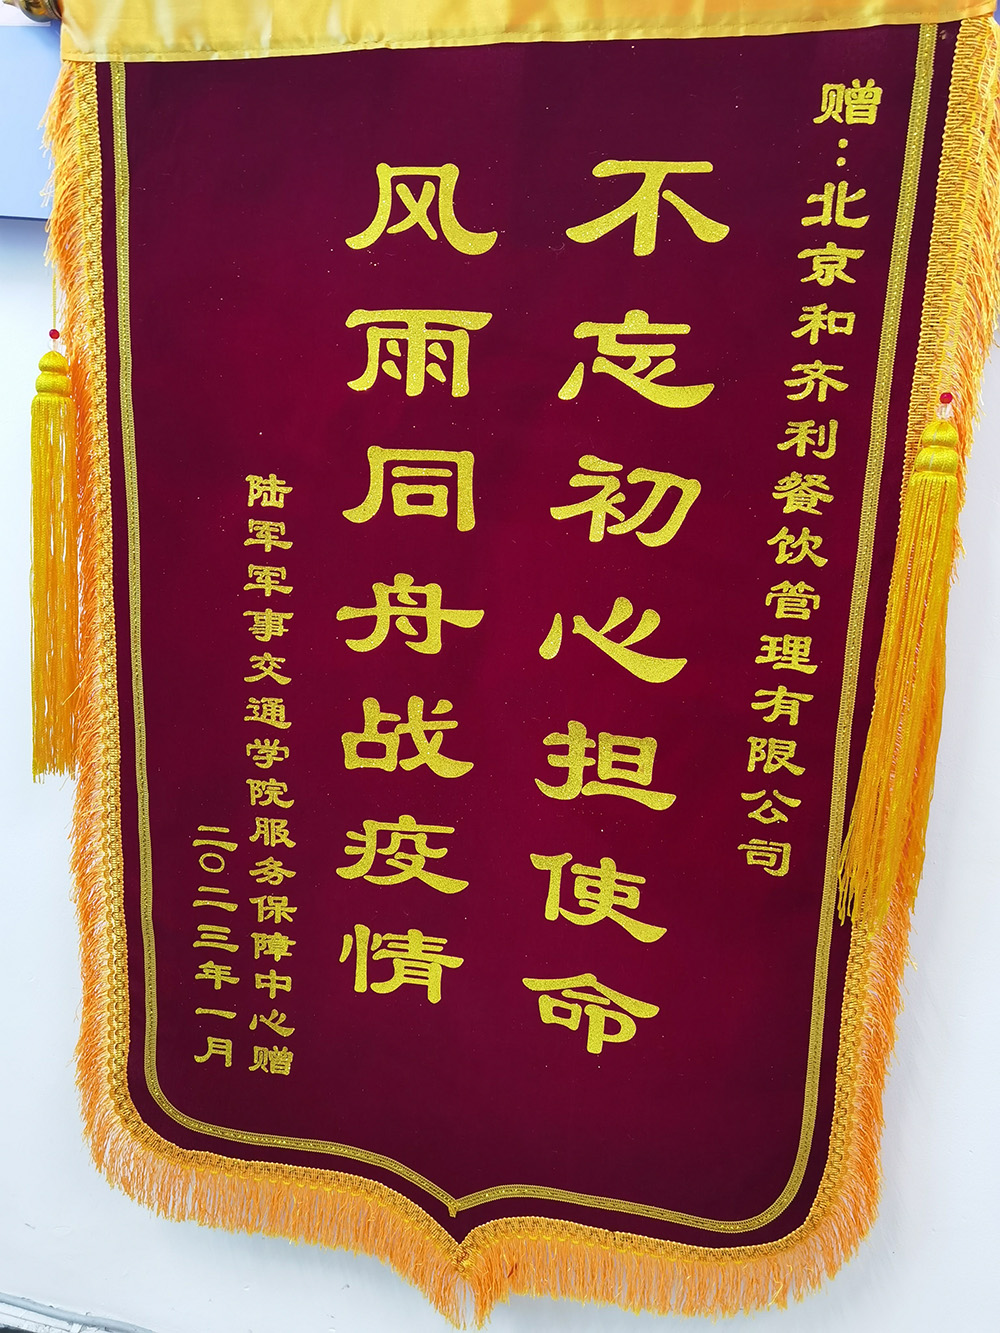 赠：北京和齐利餐饮管理有限公司
不忘初心担使命
风雨同舟战疫情
陆军军事交通学院服务保障中心赠
二〇二三年一月